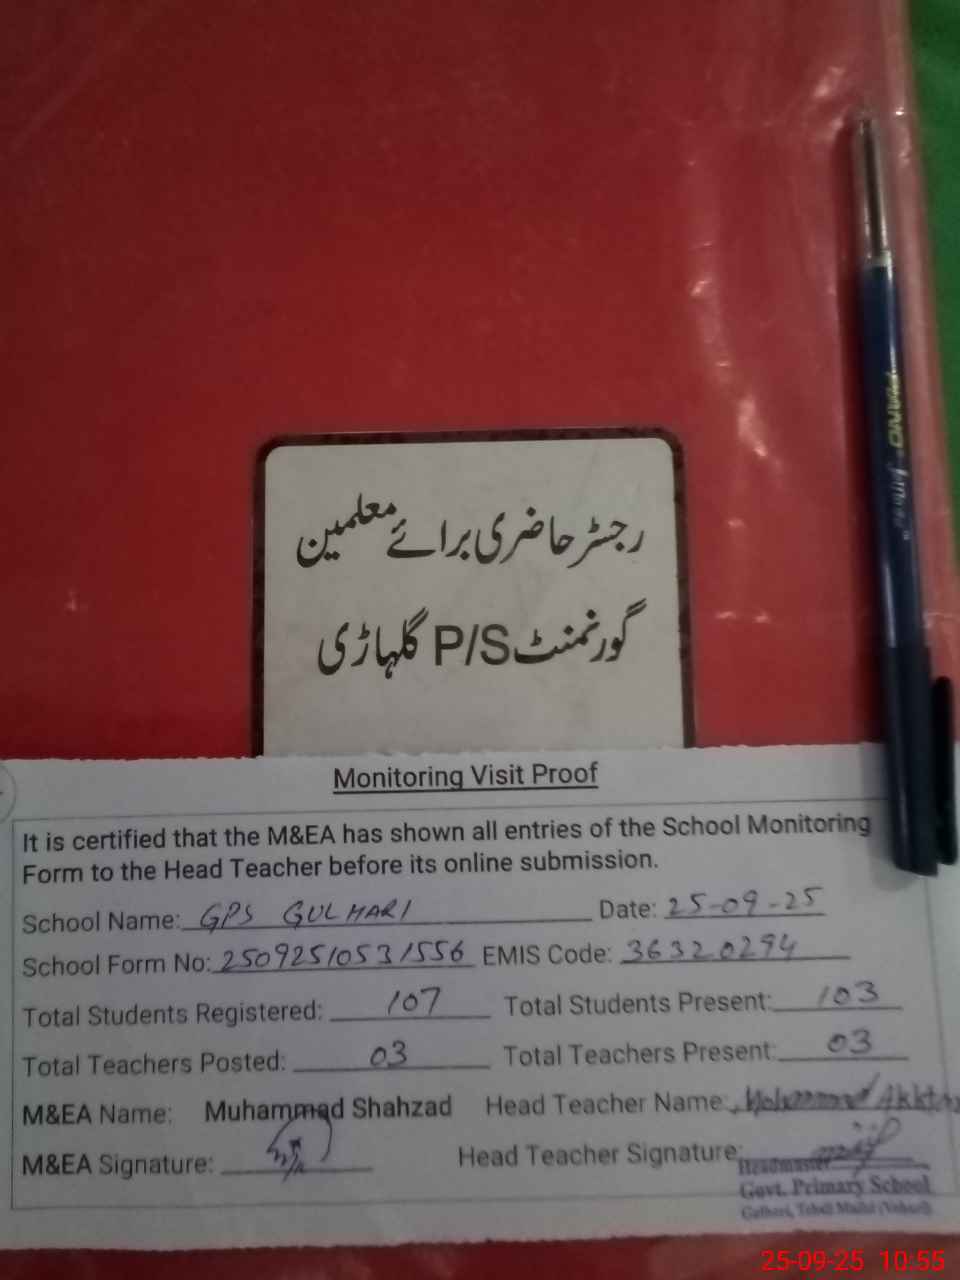 رجسٹر حاضری برائے معلمین
گورنمنٹ P/S گلہاڑی
PIANO
Monitoring Visit Proof
It is certified that the M&EA has shown all entries of the School Monitoring
Form to the Head Teacher before its online submission.
School Name: GPS GULHARI Date: 25-09-25
School Form No: 25092510531556 EMIS Code: 36320294
Total Students Registered: 107 Total Students Present: 103
Total Teachers Posted: 03 Total Teachers Present: 03
M&EA Name: Muhammad Shahzad Head Teacher Name:
M&EA Signature: Head Teacher Signature:
Headmaster
Govt. Primary School
25-09-25 10:55